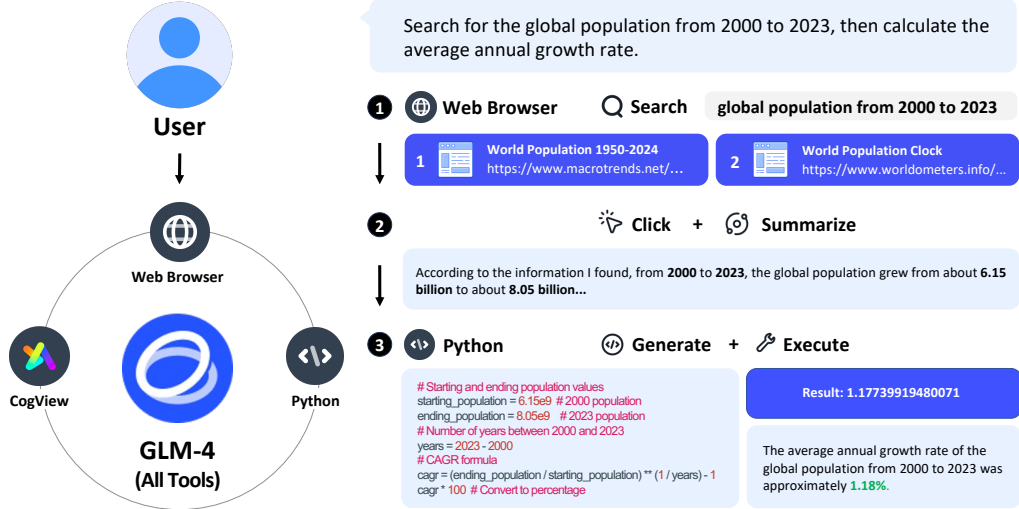 Search for the global population from 2000 to 2023, then calculate the
average annual growth rate.
User
Web Browser
CogView
Python
GLM-4
(All Tools)
1 Web Browser Search global population from 2000 to 2023
1 World Population 1950-2024
https://www.macrotrends.net/...
2 World Population Clock
https://www.worldometers.info/...
2 Click + Summarize
According to the information I found, from 2000 to 2023, the global population grew from about 6.15
billion to about 8.05 billion...
3 Python Generate + Execute
# Starting and ending population values
starting_population = 6.15e9 # 2000 population
ending_population = 8.05e9 # 2023 population
# Number of years between 2000 and 2023
years = 2023 - 2000
# CAGR formula
cagr = (ending_population / starting_population) ** (1 / years) - 1
cagr * 100 # Convert to percentage
Result: 1.17739919480071
The average annual growth rate of the
global population from 2000 to 2023 was
approximately 1.18%.